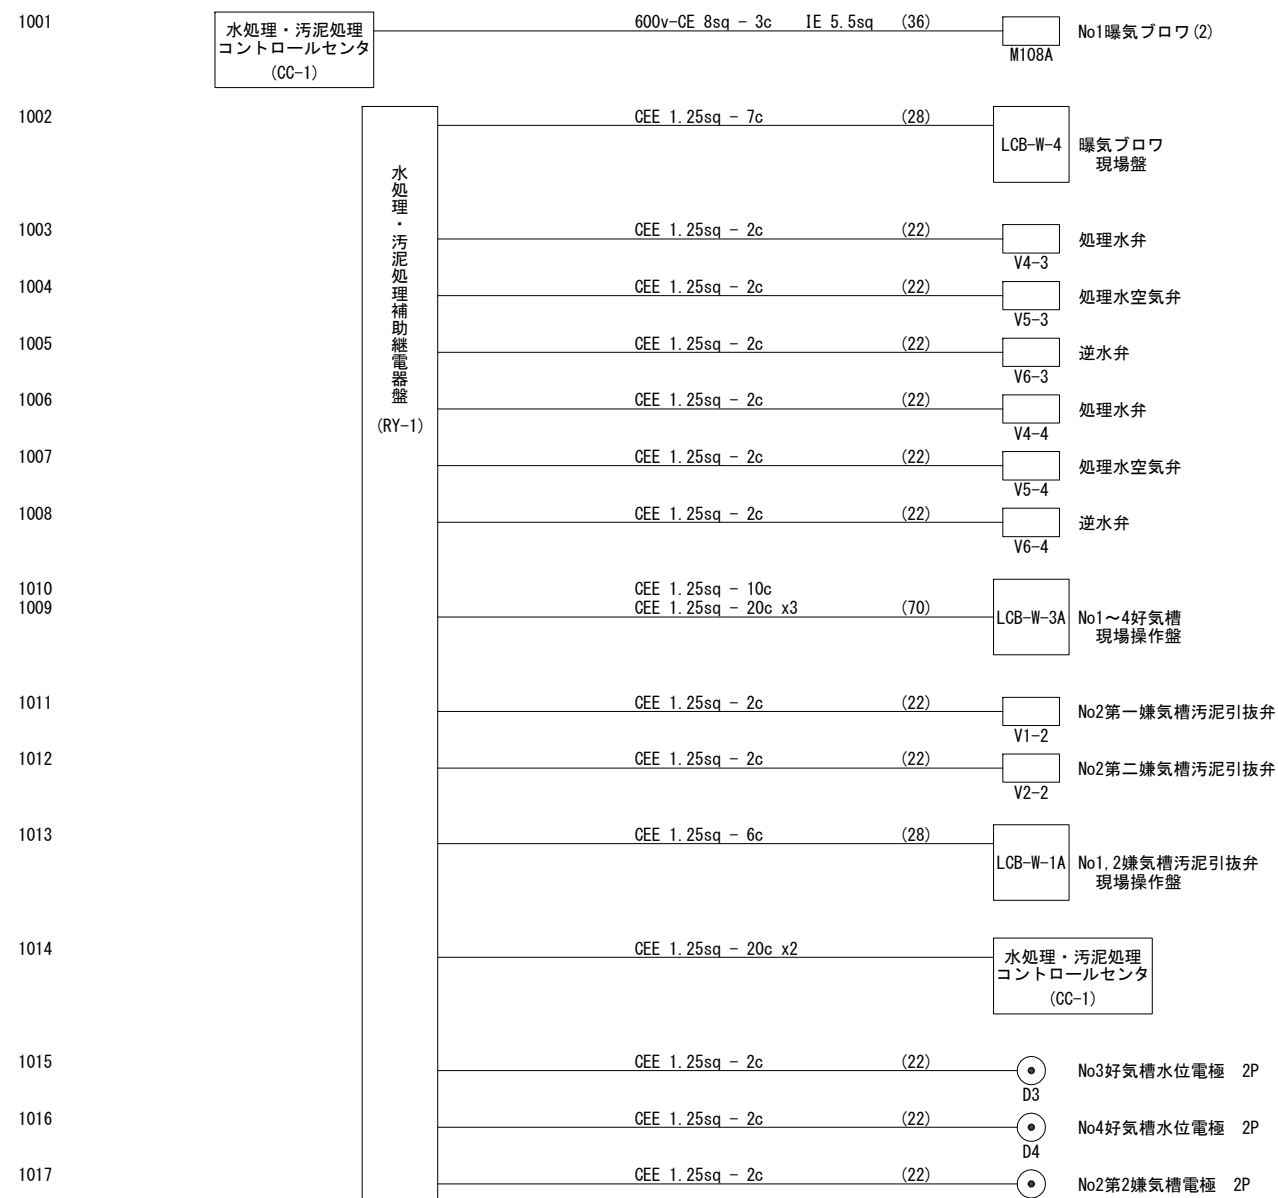 1001 水処理・汚泥処理 600v-CE 8sq - 3c IE 5.5sq (36) No1曝気ブロワ(2)
コントロールセンタ
(CC-1)
M108A
1002 CEE 1.25sq - 7c (28) LCB-W-4 曝気ブロワ
現場盤
水処理・汚泥処理補助継電器盤
(RY-1)
1003 CEE 1.25sq - 2c (22) 処理水弁
V4-3
1004 CEE 1.25sq - 2c (22) 処理水空気弁
V5-3
1005 CEE 1.25sq - 2c (22) 逆水弁
V6-3
1006 CEE 1.25sq - 2c (22) 処理水弁
V4-4
1007 CEE 1.25sq - 2c (22) 処理水空気弁
V5-4
1008 CEE 1.25sq - 2c (22) 逆水弁
V6-4
1010 CEE 1.25sq - 10c
1009 CEE 1.25sq - 20c x3 (70) LCB-W-3A No1～4好気槽
現場操作盤
1011 CEE 1.25sq - 2c (22) No2第一嫌気槽汚泥引抜弁
V1-2
1012 CEE 1.25sq - 2c (22) No2第二嫌気槽汚泥引抜弁
V2-2
1013 CEE 1.25sq - 6c (28) LCB-W-1A No1,2嫌気槽汚泥引抜弁
現場操作盤
1014 CEE 1.25sq - 20c x2 水処理・汚泥処理
コントロールセンタ
(CC-1)
1015 CEE 1.25sq - 2c (22) No3好気槽水位電極 2P
D3
1016 CEE 1.25sq - 2c (22) No4好気槽水位電極 2P
D4
1017 CEE 1.25sq - 2c (22) No2第2嫌気槽電極 2P